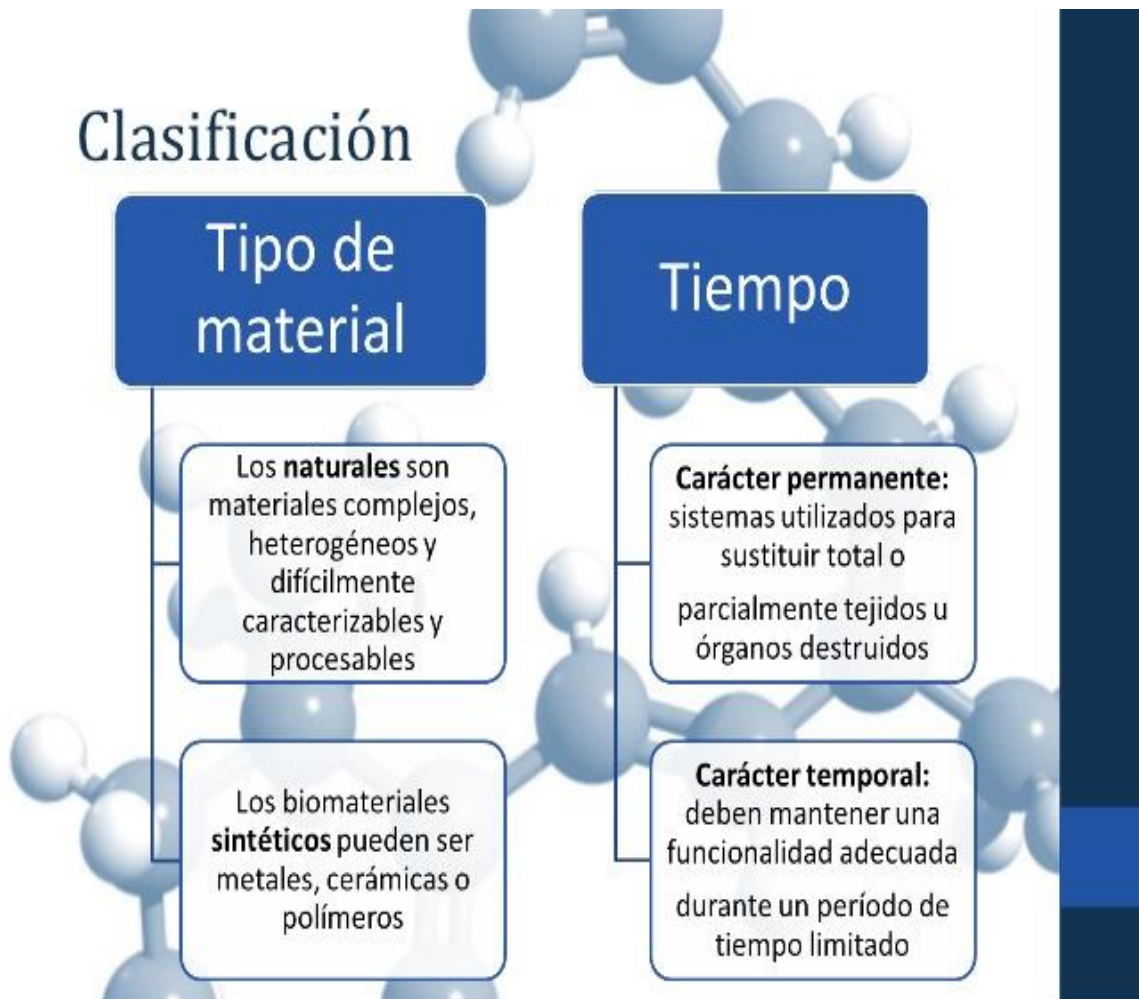 Clasificación
Tipo de
material
Los naturales son
materiales complejos,
heterogéneos y
difícilmente
caracterizables y
procesables
Los biomateriales
sintéticos pueden ser
metales, cerámicas o
polímeros
Tiempo
Carácter permanente:
sistemas utilizados para
sustituir total o
parcialmente tejidos u
órganos destruidos
Carácter temporal:
deben mantener una
funcionalidad adecuada
durante un período de
tiempo limitado